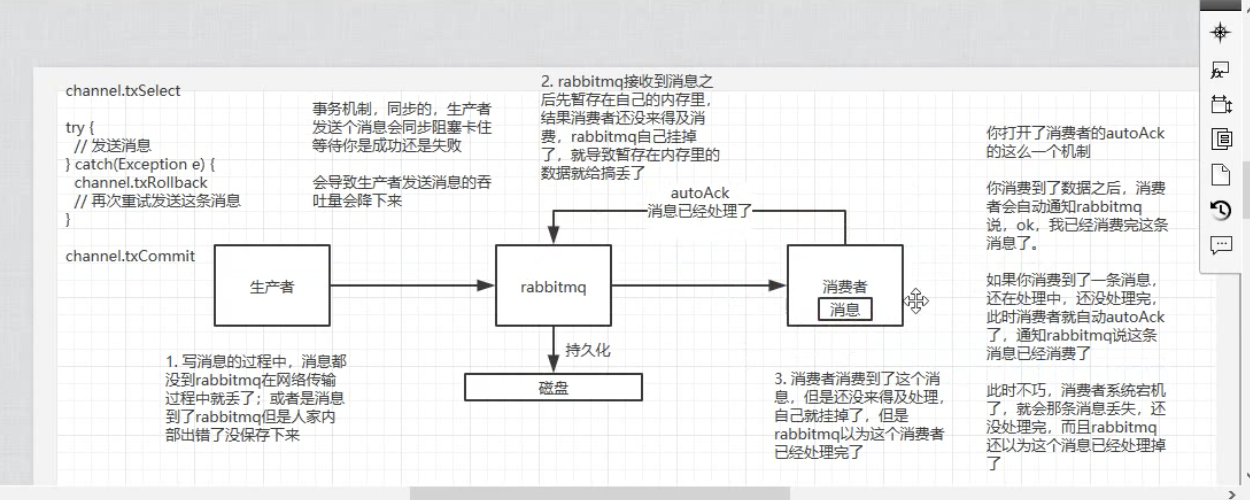 channel.txSelect
try {
// 发送消息
} catch(Exception e) {
channel.txRollback
// 再次重试发送这条消息
}
channel.txCommit
事务机制，同步的，生产者
发送个消息会同步阻塞卡住
等待你是成功还是失败
会导致生产者发送消息的吞
吐量会降下来
2. rabbitmq接收到消息之
后先暂存在自己的内存里，
结果消费者还没来得及消
费，rabbitmq自己挂掉
了，就导致暂存在内存里的
数据就给搞丢了
autoAck
消息已经处理了
生产者
rabbitmq
消费者
消息
持久化
磁盘
1. 写消息的过程中，消息都
没到rabbitmq在网络传输
过程中就丢了；或者是消息
到了rabbitmq但是人家内
部出错了没保存下来
3. 消费者消费到了这个消
息，但是还没来得及处理，
自己就挂掉了，但是
rabbitmq以为这个消费者
已经处理完了
你打开了消费者的autoAck
的这么一个机制
你消费到了数据之后，消费
者会自动通知rabbitmq
说，ok，我已经消费完这条
消息了。
如果你消费到了一条消息，
还在处理中，还没处理完，
此时消费者就自动autoAck
了，通知rabbitmq说这条
消息已经消费了
此时不巧，消费者系统宕机
了，就会那条消息丢失，还
没处理完，而且rabbitmq
还以为这个消息已经处理掉
了